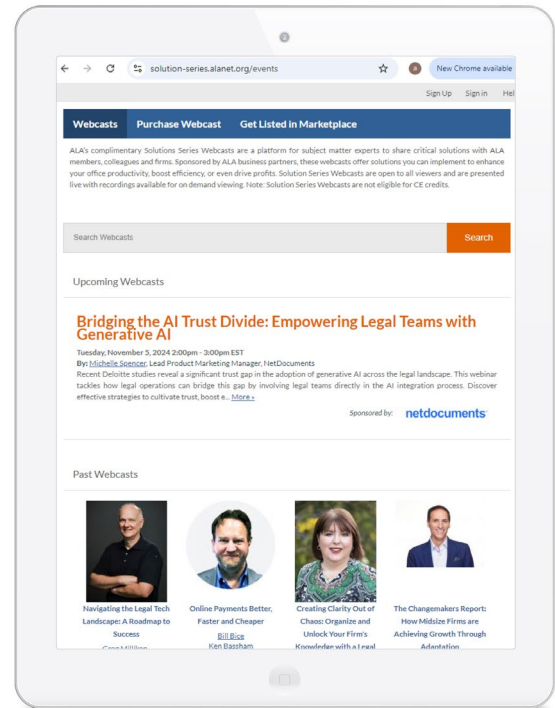 solution-series.alanet.org/events
a
New Chrome available
Sign Up Sign in Hel
Webcasts Purchase Webcast Get Listed in Marketplace
ALA's complimentary Solutions Series Webcasts are a platform for subject matter experts to share critical solutions with ALA
members, colleagues and firms. Sponsored by ALA business partners, these webcasts offer solutions you can implement to enhance
your office productivity, boost efficiency, or even drive profits. Solution Series Webcasts are open to all viewers and are presented
live with recordings available for on demand viewing. Note: Solution Series Webcasts are not eligible for CE credits.
Search Webcasts Search
Upcoming Webcasts
Bridging the AI Trust Divide: Empowering Legal Teams with
Generative AI
Tuesday, November 5, 2024 2:00pm - 3:00pm EST
By: Michelle Spencer, Lead Product Marketing Manager, NetDocuments
Recent Deloitte studies reveal a significant trust gap in the adoption of generative AI across the legal landscape. This webinar
tackles how legal operations can bridge this gap by involving legal teams directly in the AI integration process. Discover
effective strategies to cultivate trust, boost e... More »
Sponsored by: netdocuments
Past Webcasts
Navigating the Legal Tech
Landscape: A Roadmap to
Success
Greg Milliken
Online Payments Better,
Faster and Cheaper
Bill Bice
Ken Bassham
Creating Clarity Out of
Chaos: Organize and
Unlock Your Firm's
Knowledge with a Legal
The Changemakers Report:
How Midsize Firms are
Achieving Growth Through
Adaptation